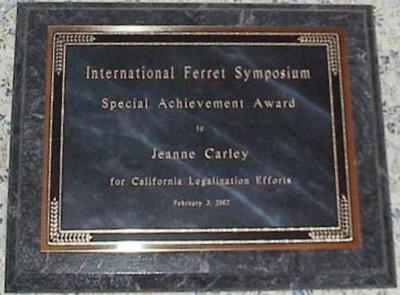 International Ferret Symposium
Special Achievement Award
to
Jeanne Carley
for California Legalization Efforts
February 3, 2002